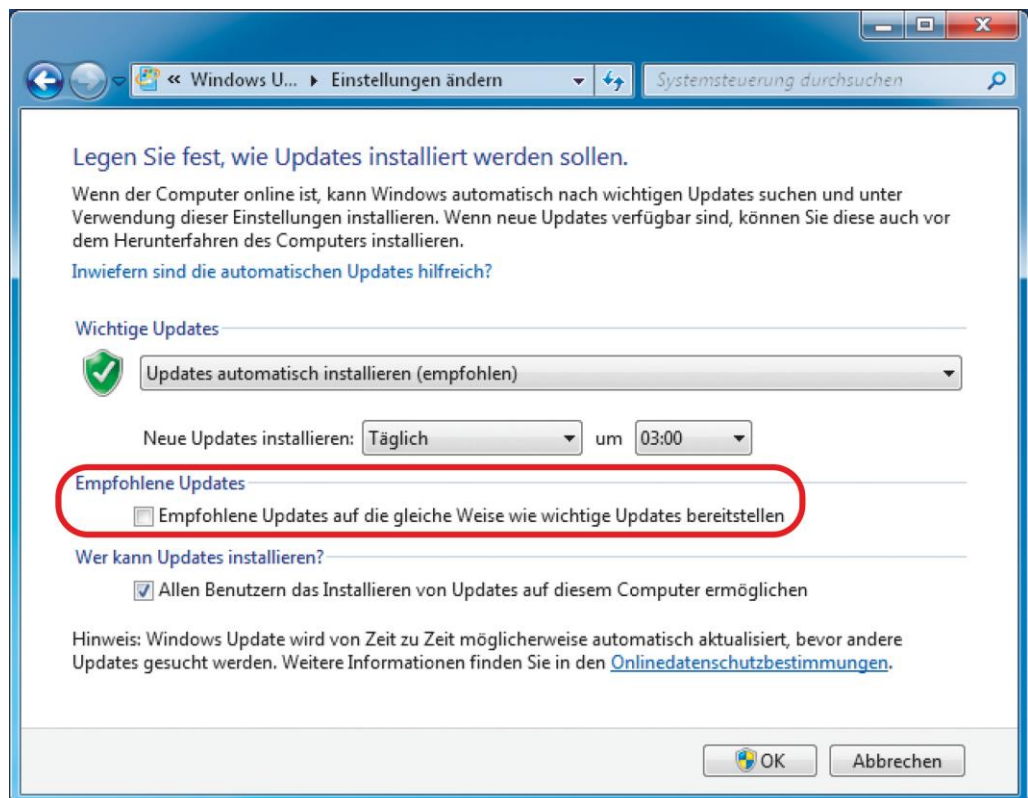 « Windows U... ▸ Einstellungen ändern
Systemsteuerung durchsuchen
Legen Sie fest, wie Updates installiert werden sollen.
Wenn der Computer online ist, kann Windows automatisch nach wichtigen Updates suchen und unter
Verwendung dieser Einstellungen installieren. Wenn neue Updates verfügbar sind, können Sie diese auch vor
dem Herunterfahren des Computers installieren.
Inwiefern sind die automatischen Updates hilfreich?
Wichtige Updates
Updates automatisch installieren (empfohlen)
Neue Updates installieren: Täglich um 03:00
Empfohlene Updates
Empfohlene Updates auf die gleiche Weise wie wichtige Updates bereitstellen
Wer kann Updates installieren?
Allen Benutzern das Installieren von Updates auf diesem Computer ermöglichen
Hinweis: Windows Update wird von Zeit zu Zeit möglicherweise automatisch aktualisiert, bevor andere
Updates gesucht werden. Weitere Informationen finden Sie in den Onlinedatenschutzbestimmungen.
OK Abbrechen